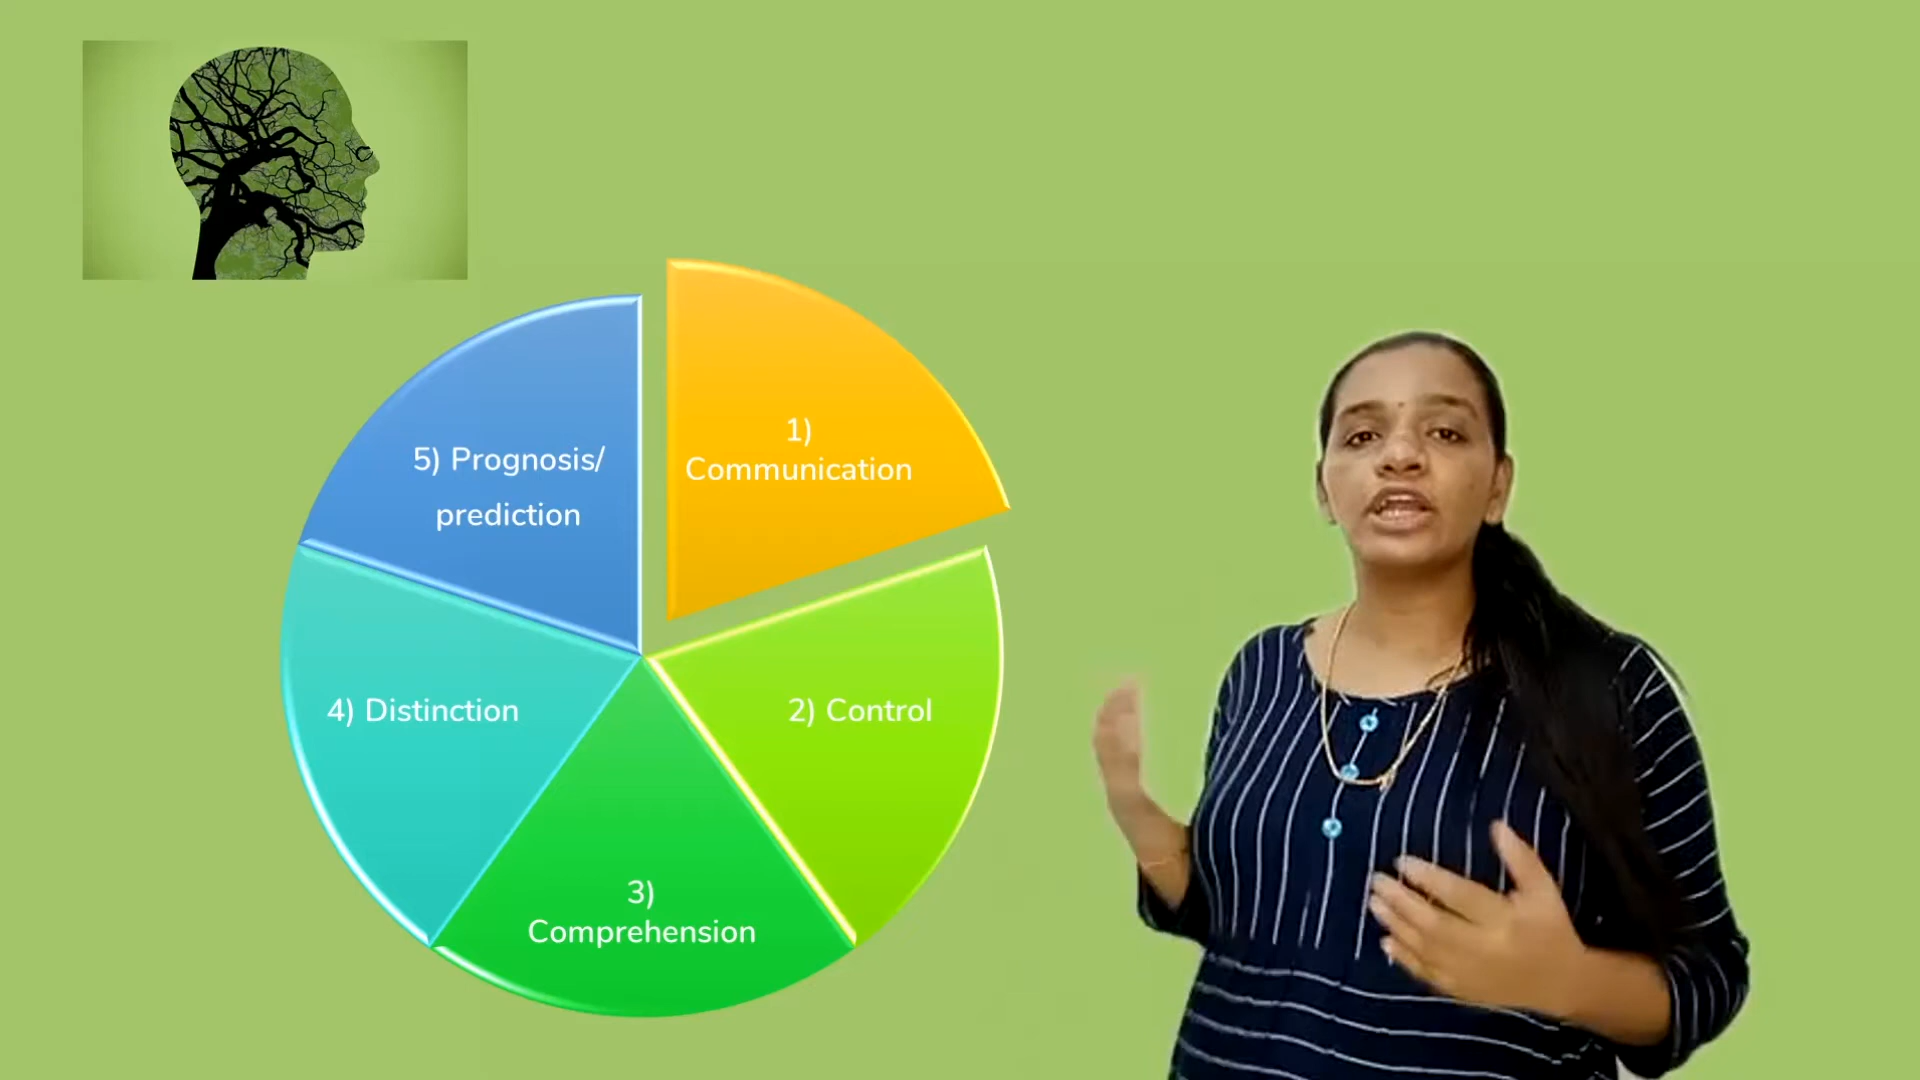 1)
Communication
2) Control
3)
Comprehension
4) Distinction
5) Prognosis/
prediction